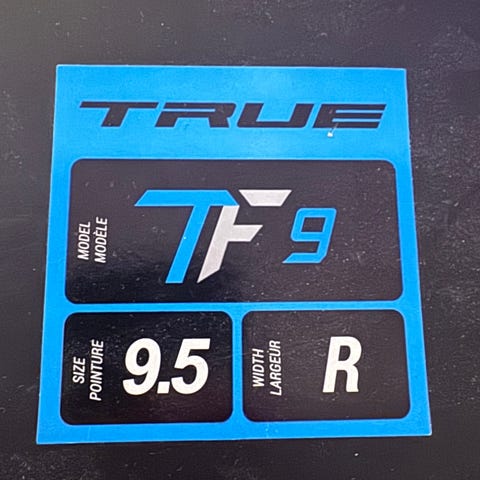 TRUE
MODEL
MODÈLE
TF9
SIZE
POINTURE
9.5
WIDTH
LARGEUR
R